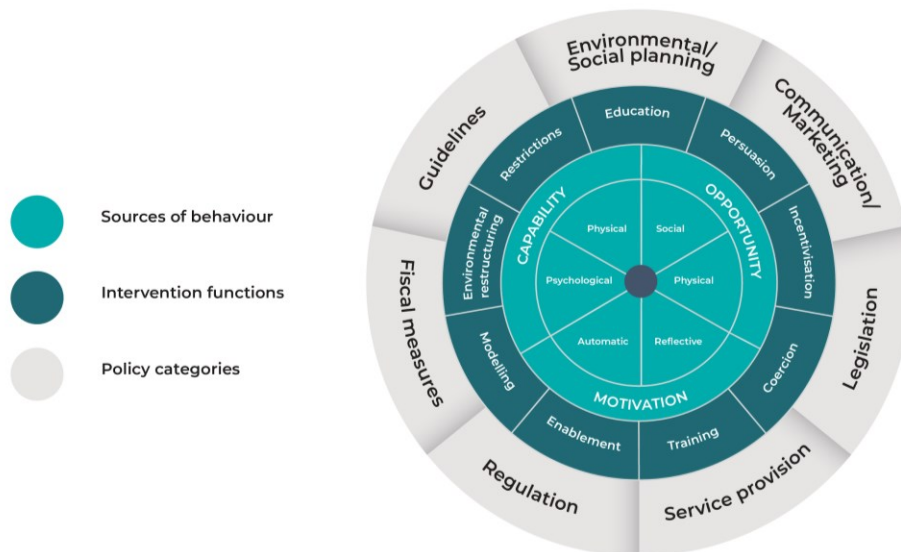 Sources of behaviour
Intervention functions
Policy categories
Environmental/
Social planning
Communication/
Marketing
Legislation
Service provision
Regulation
Fiscal measures
Guidelines
Education
Persuasion
Incentivisation
Coercion
Training
Enablement
Modelling
Environmental
restructuring
Restrictions
CAPABILITY
OPPORTUNITY
MOTIVATION
Physical
Social
Psychological
Physical
Automatic
Reflective